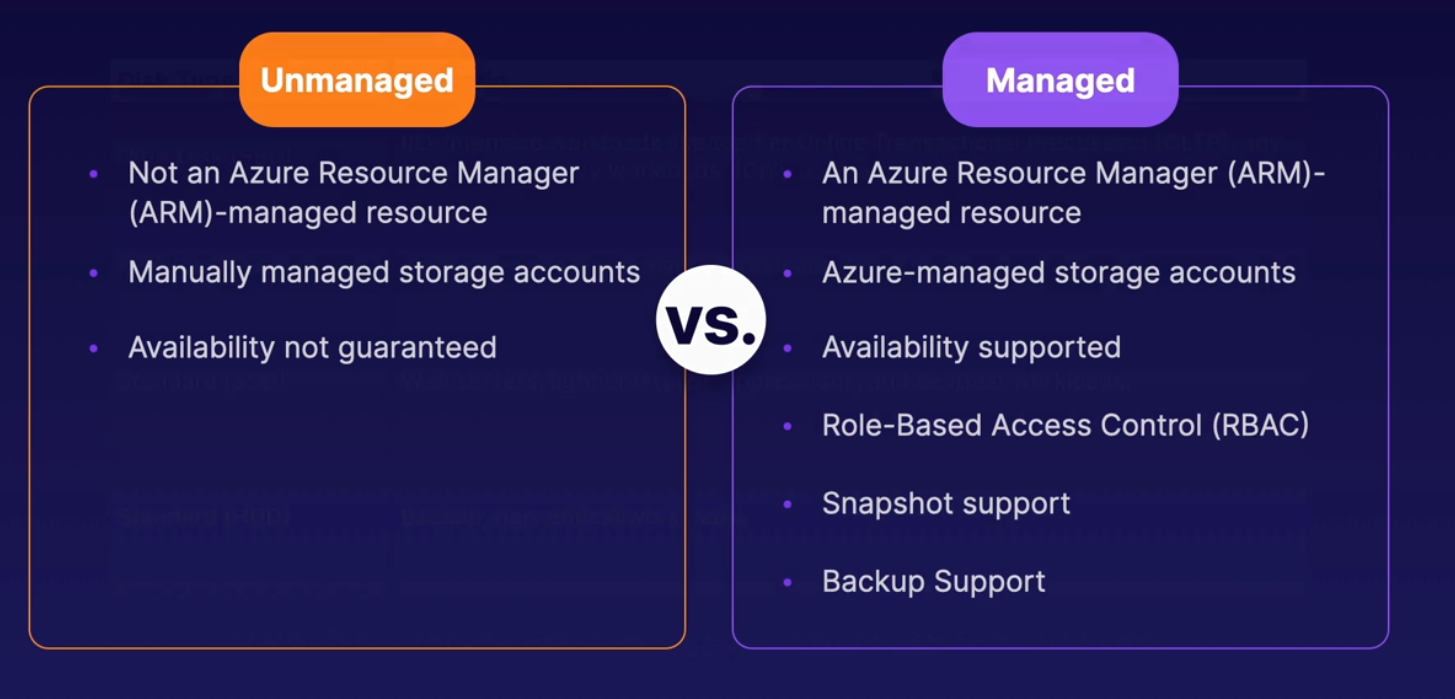 Unmanaged
Not an Azure Resource Manager
(ARM)-managed resource
Manually managed storage accounts
Availability not guaranteed
vs.
Managed
An Azure Resource Manager (ARM)-
managed resource
Azure-managed storage accounts
Availability supported
Role-Based Access Control (RBAC)
Snapshot support
Backup Support